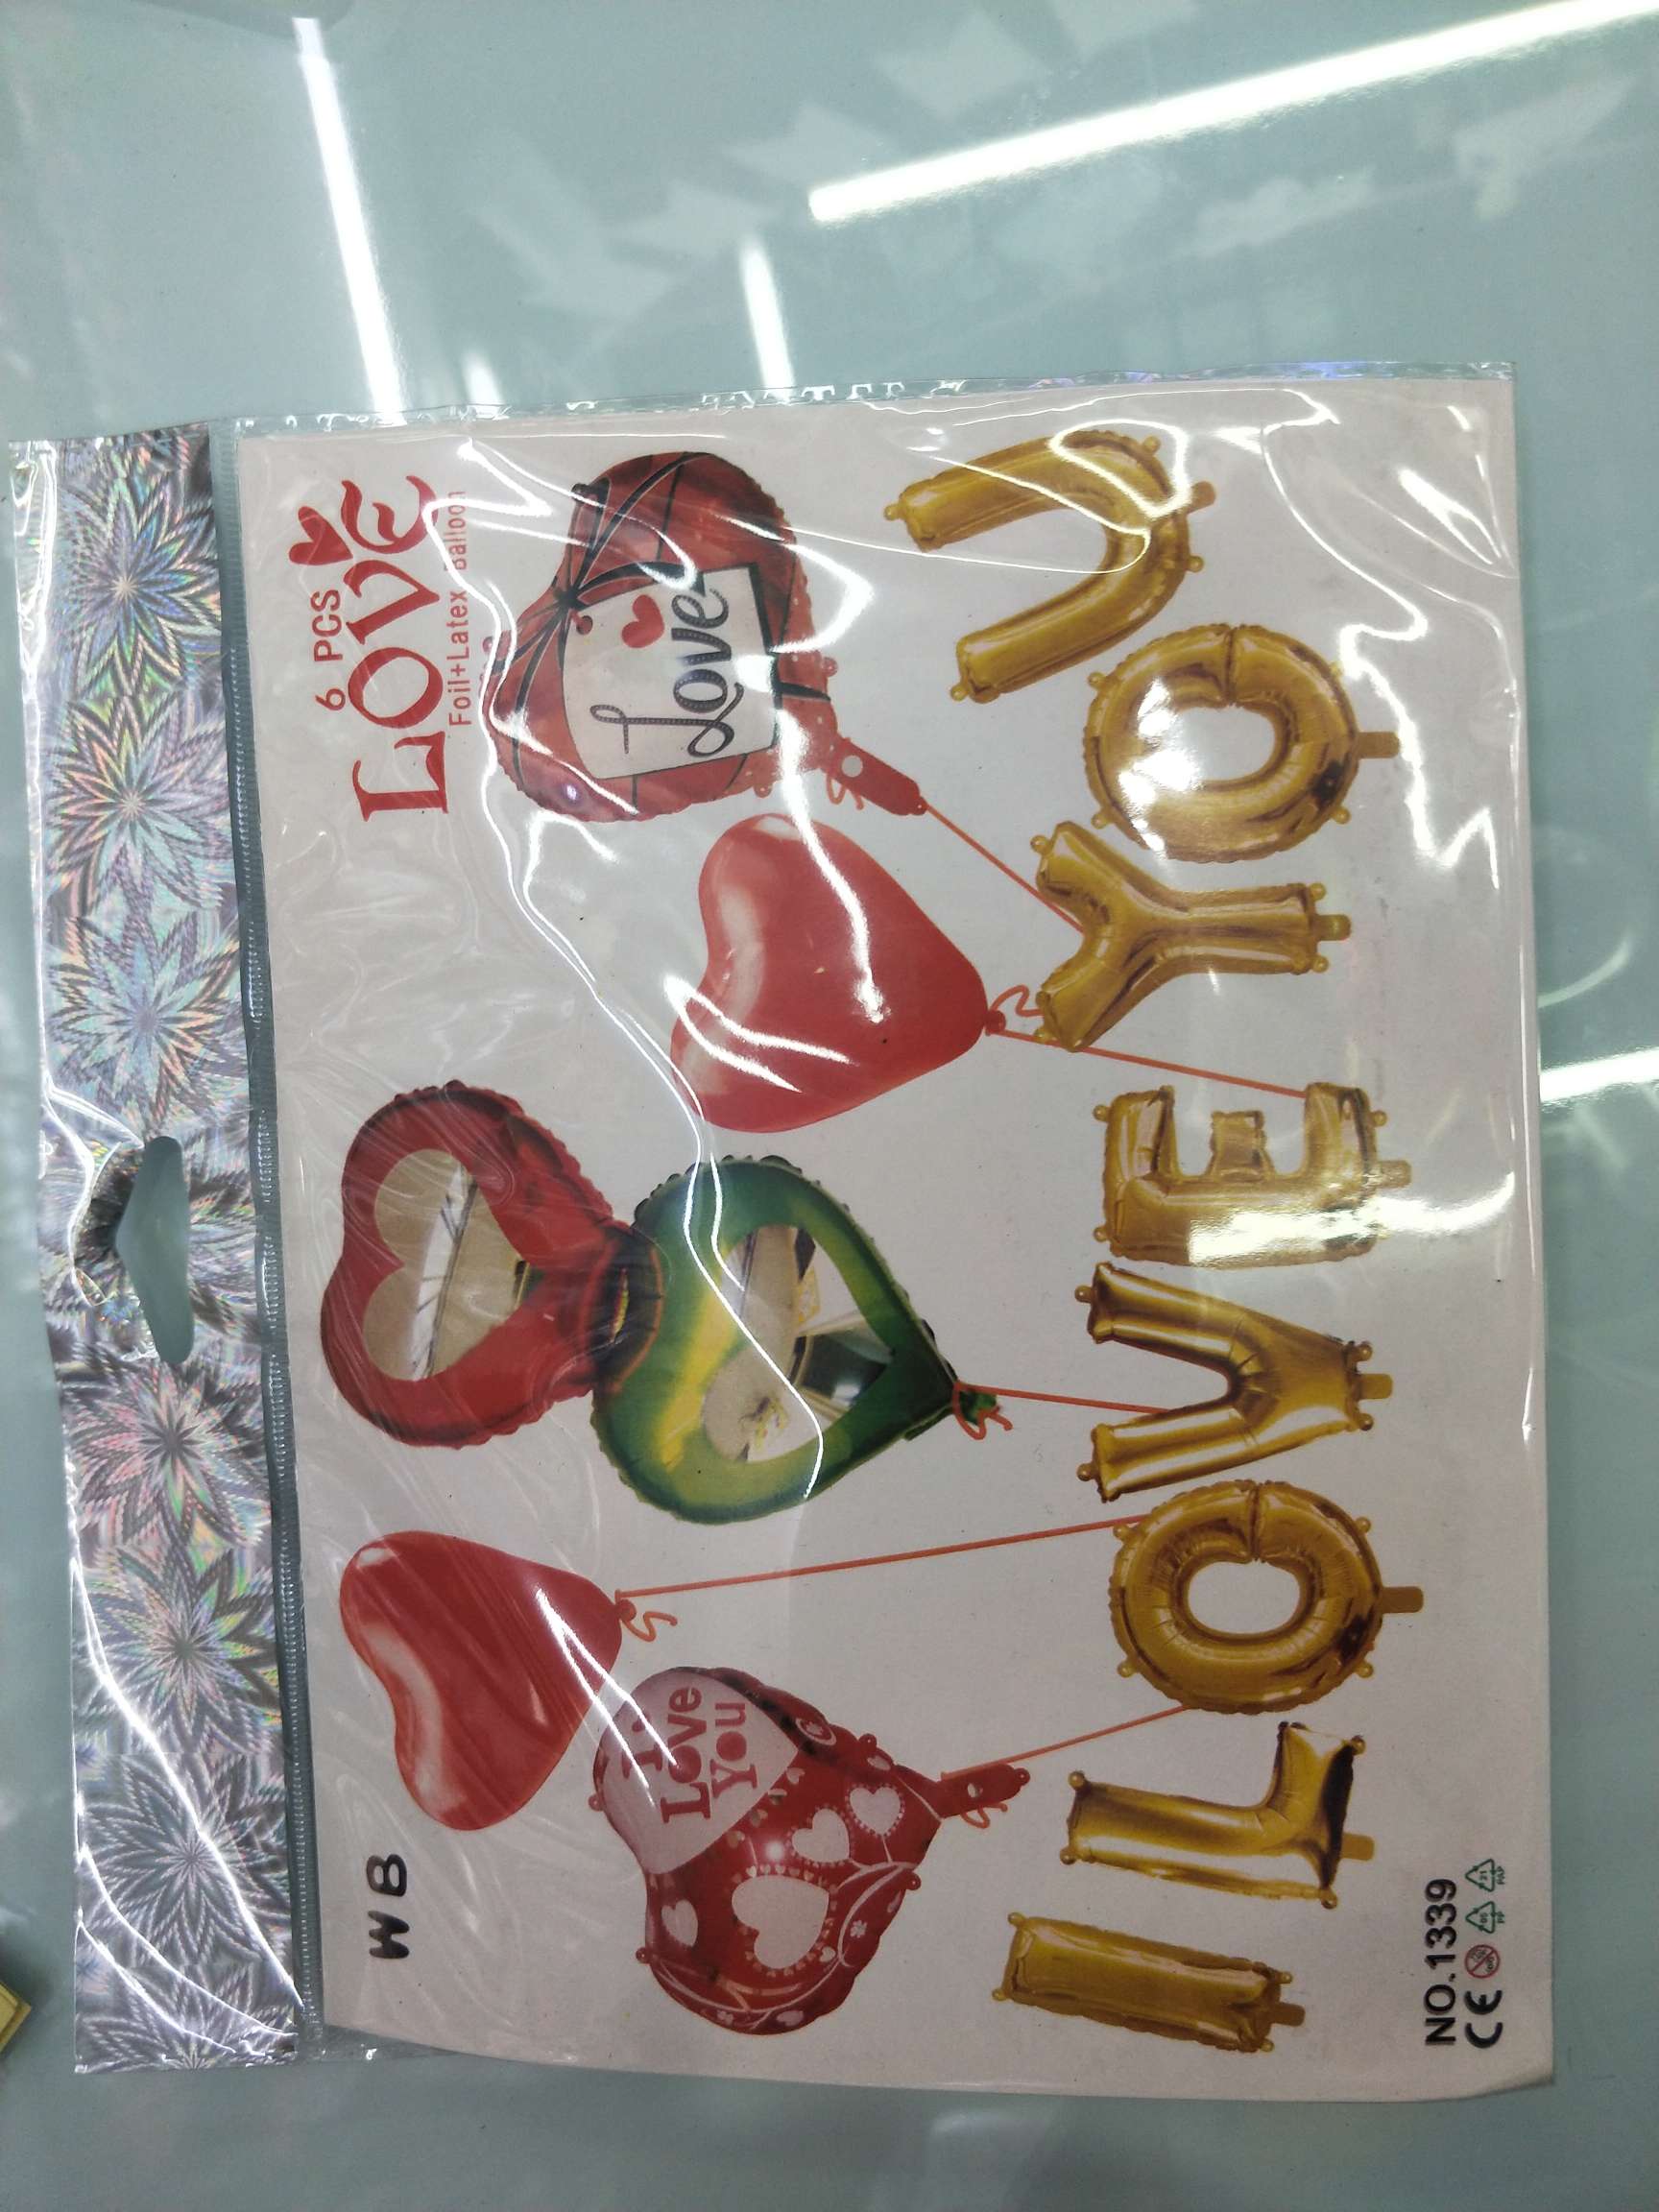 WB
6 PCS
LOVE
Foil+Latex Balloon
Love
I
Love
You
I LOVE YOU
NO.1339
CE